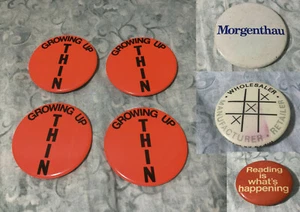 GROWING UP
THIN
GROWING UP
THIN
GROWING UP
THIN
GROWING UP
THIN
Morgenthau
WHOLESALER
MANUFACTURER • RETAILER
Reading
is
what's
happening